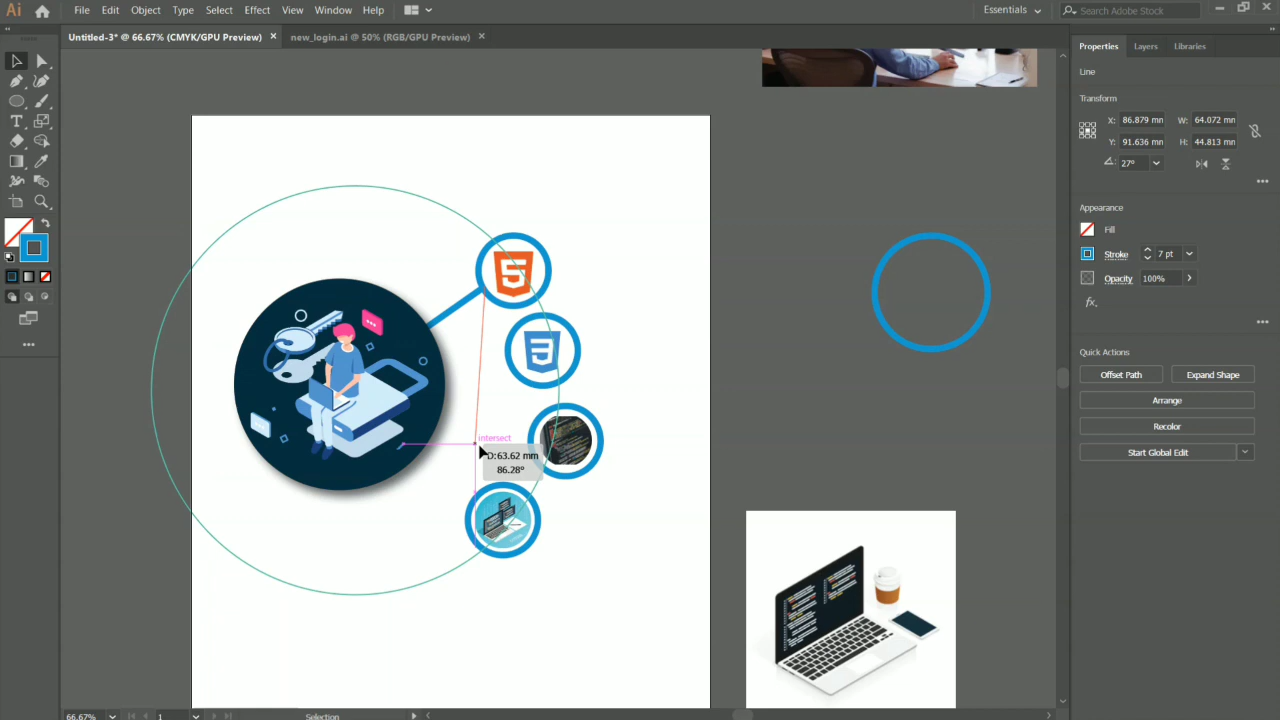 Ai File Edit Object Type Select Effect View Window Help Essentials Search Adobe Stock
Untitled-3* @ 66.67% (CMYK/GPU Preview) × new_login.ai @ 50% (RGB/GPU Preview) ×
Properties Layers Libraries
Line
Transform
X: 86.879 mn W: 64.072 mn
Y: 91.636 mn H: 44.813 mn
27°
Appearance
Fill
Stroke 7 pt
Opacity 100%
fx.
Quick Actions
Offset Path Expand Shape
Arrange
Recolor
Start Global Edit
5
3
intersect
D:63.62 mm
86.28°
66.67% 1 Selection